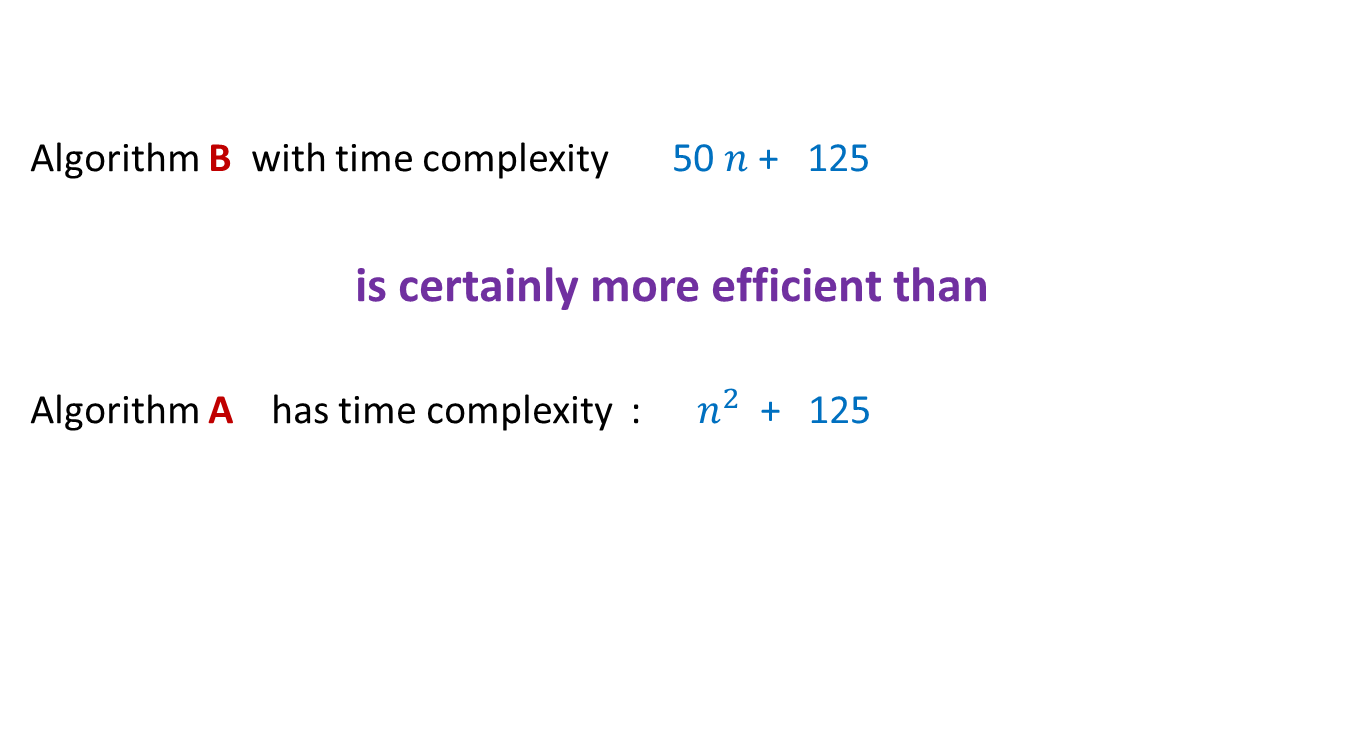 Algorithm B with time complexity 50 𝑛 + 125
is certainly more efficient than
Algorithm A has time complexity : 𝑛² + 125